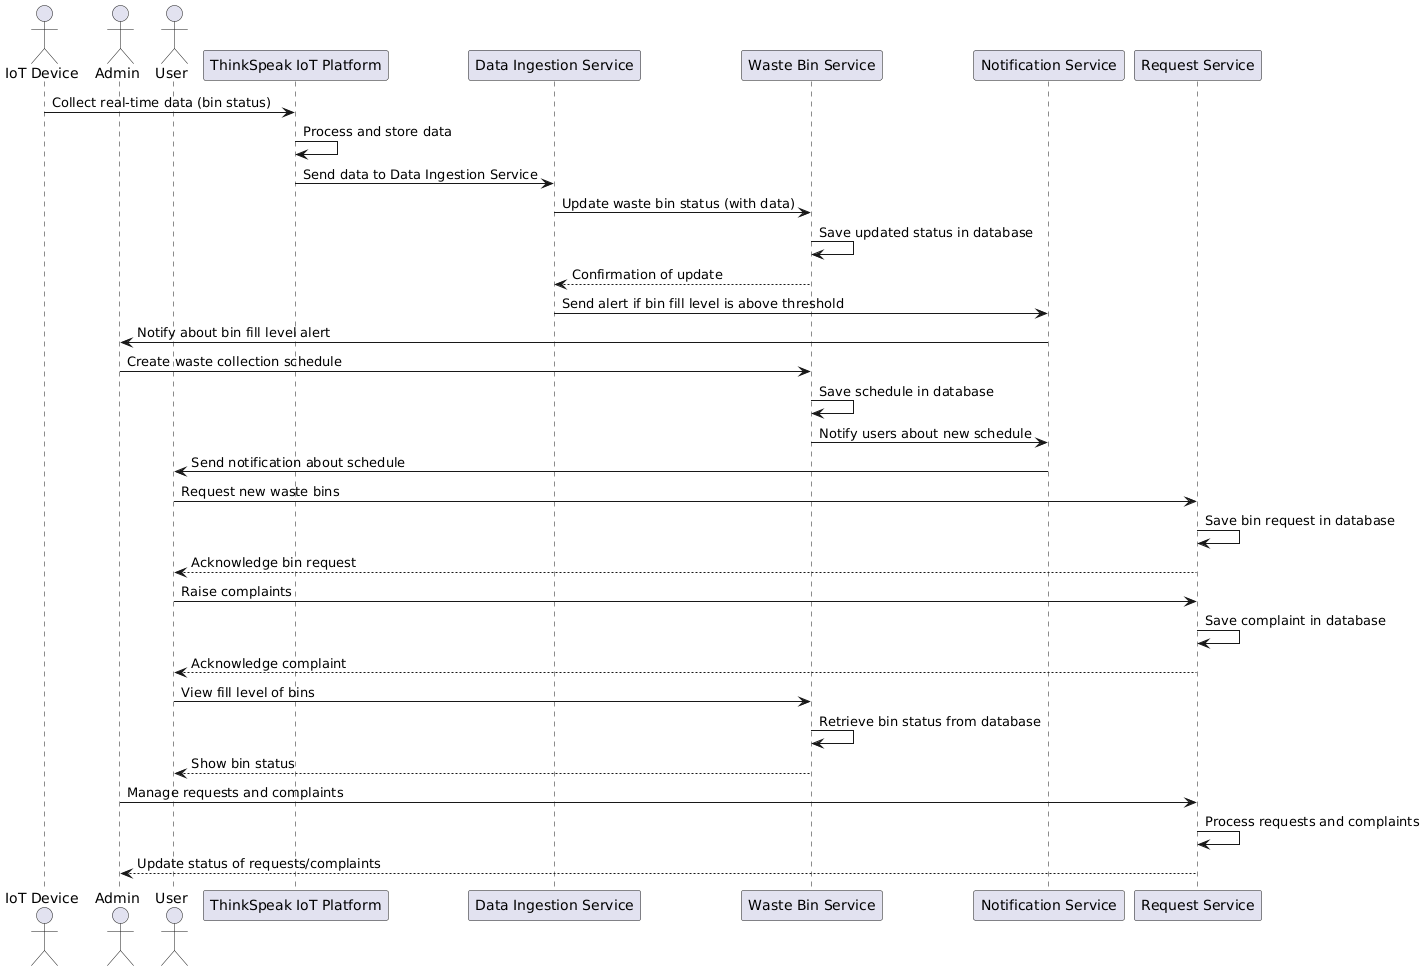 IoT Device
Admin
User
ThinkSpeak IoT Platform
Data Ingestion Service
Waste Bin Service
Notification Service
Request Service
Collect real-time data (bin status)
Process and store data
Send data to Data Ingestion Service
Update waste bin status (with data)
Save updated status in database
Confirmation of update
Send alert if bin fill level is above threshold
Notify about bin fill level alert
Create waste collection schedule
Save schedule in database
Notify users about new schedule
Send notification about schedule
Request new waste bins
Save bin request in database
Acknowledge bin request
Raise complaints
Save complaint in database
Acknowledge complaint
View fill level of bins
Retrieve bin status from database
Show bin status
Manage requests and complaints
Process requests and complaints
Update status of requests/complaints
IoT Device
Admin
User
ThinkSpeak IoT Platform
Data Ingestion Service
Waste Bin Service
Notification Service
Request Service